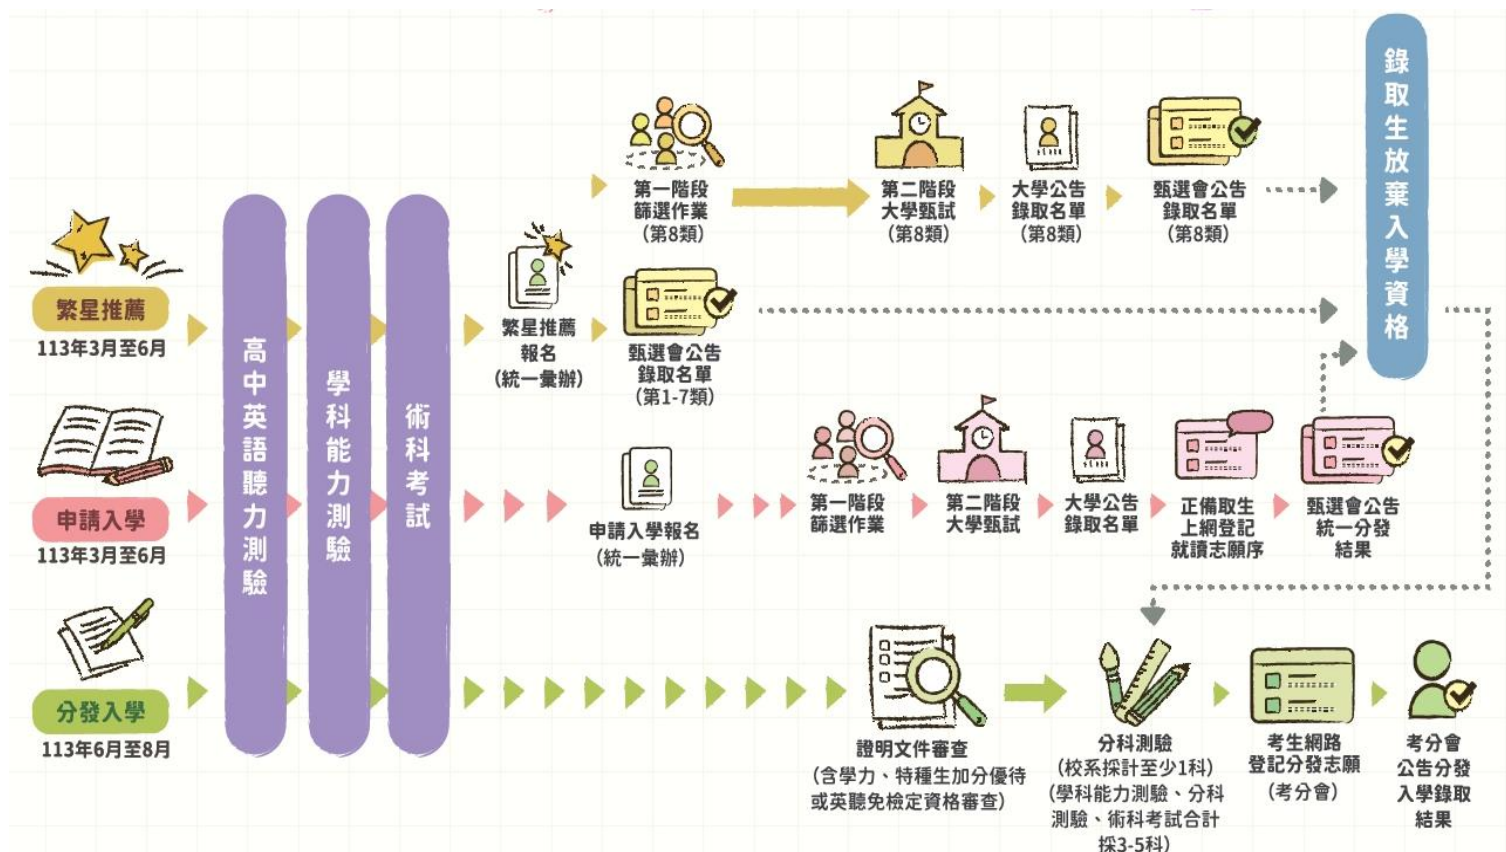 繁星推薦
113年3月至6月
申請入學
113年3月至6月
分發入學
113年6月至8月
高中英語聽力測驗
學科能力測驗
術科考試
繁星推薦
報名
(統一彙辦)
第一階段
篩選作業
(第8類)
第二階段
大學甄試
(第8類)
大學公告
錄取名單
(第8類)
甄選會公告
錄取名單
(第8類)
甄選會公告
錄取名單
(第1-7類)
錄取生放棄入學資格
申請入學報名
(統一彙辦)
第一階段
篩選作業
第二階段
大學甄試
大學公告
錄取名單
正備取生
上網登記
就讀志願序
甄選會公告
統一分發
結果
證明文件審查
(含學力、特種生加分優待
或英聽免檢定資格審查)
分科測驗
(校系採計至少1科)
(學科能力測驗、分科
測驗、術科考試合計
採3-5科)
考生網路
登記分發志願
(考分會)
考分會
公告分發
入學錄取
結果